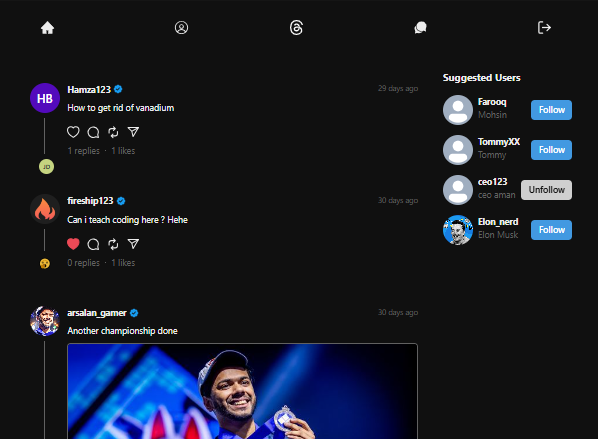 Suggested Users
HB
Hamza123
29 days ago
How to get rid of vanadium
1 replies · 1 likes
JD
fireship123
30 days ago
Can i teach coding here ? Hehe
0 replies · 1 likes
arsalan_gamer
30 days ago
Another championship done
Farooq
Mohsin
Follow
TommyXX
Tommy
Follow
ceo123
ceo aman
Unfollow
Elon_nerd
Elon Musk
Follow